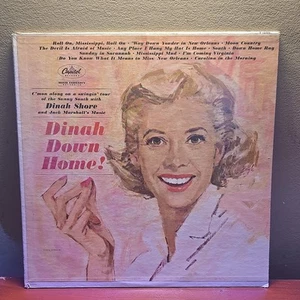 Roll On, Mississippi, Roll On · 'Way Down Yonder in New Orleans · Moon Country
The Devil Is Afraid of Music · Any Place I Hang My Hat Is Home · South · Down Home Rag
Sunday in Savannah · Mississippi Mud · I'm Coming Virginia
Do You Know What It Means to Miss New Orleans · Carolina in the Morning
Capitol
C'mon along on a swingin' tour
of the Sunny South with
Dinah Shore
and Jack Marshall's Music
Dinah
Down
Home!